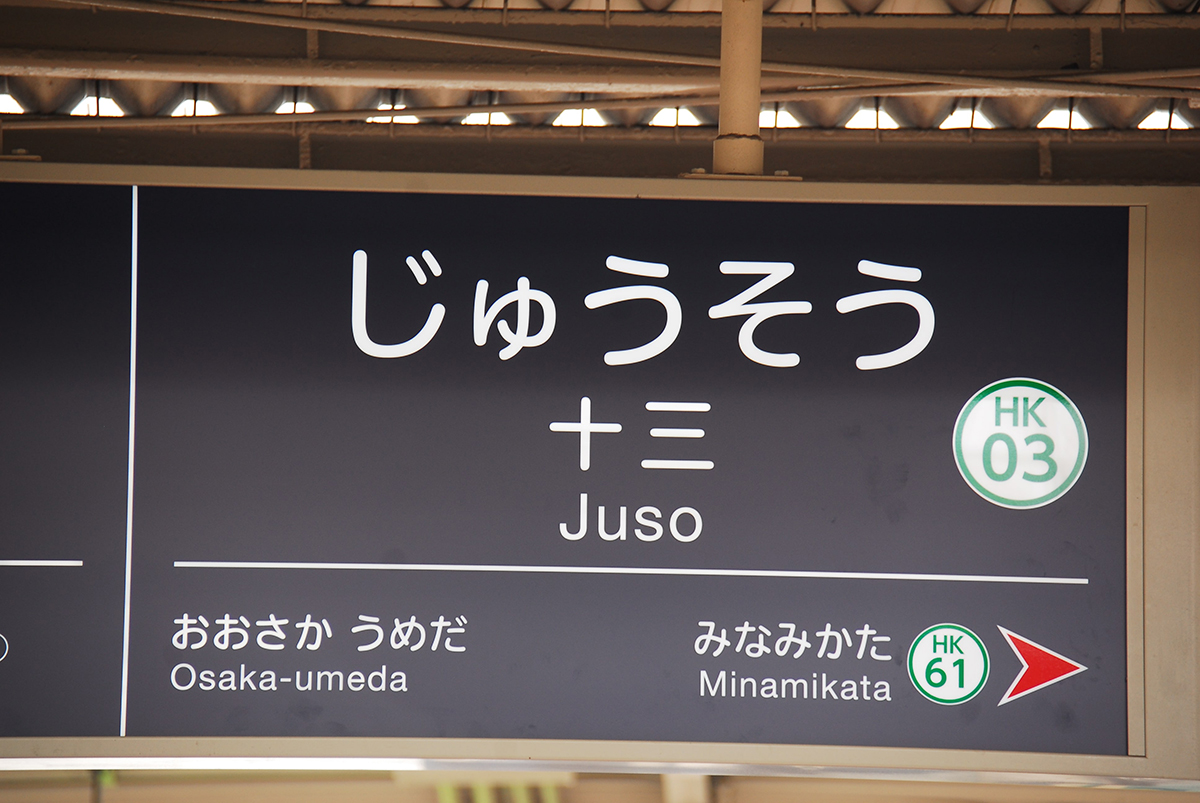 じゅうそう
十三
Juso
HK
03
おおさか うめだ
Osaka-umeda
みなみかた
Minamikata
HK
61